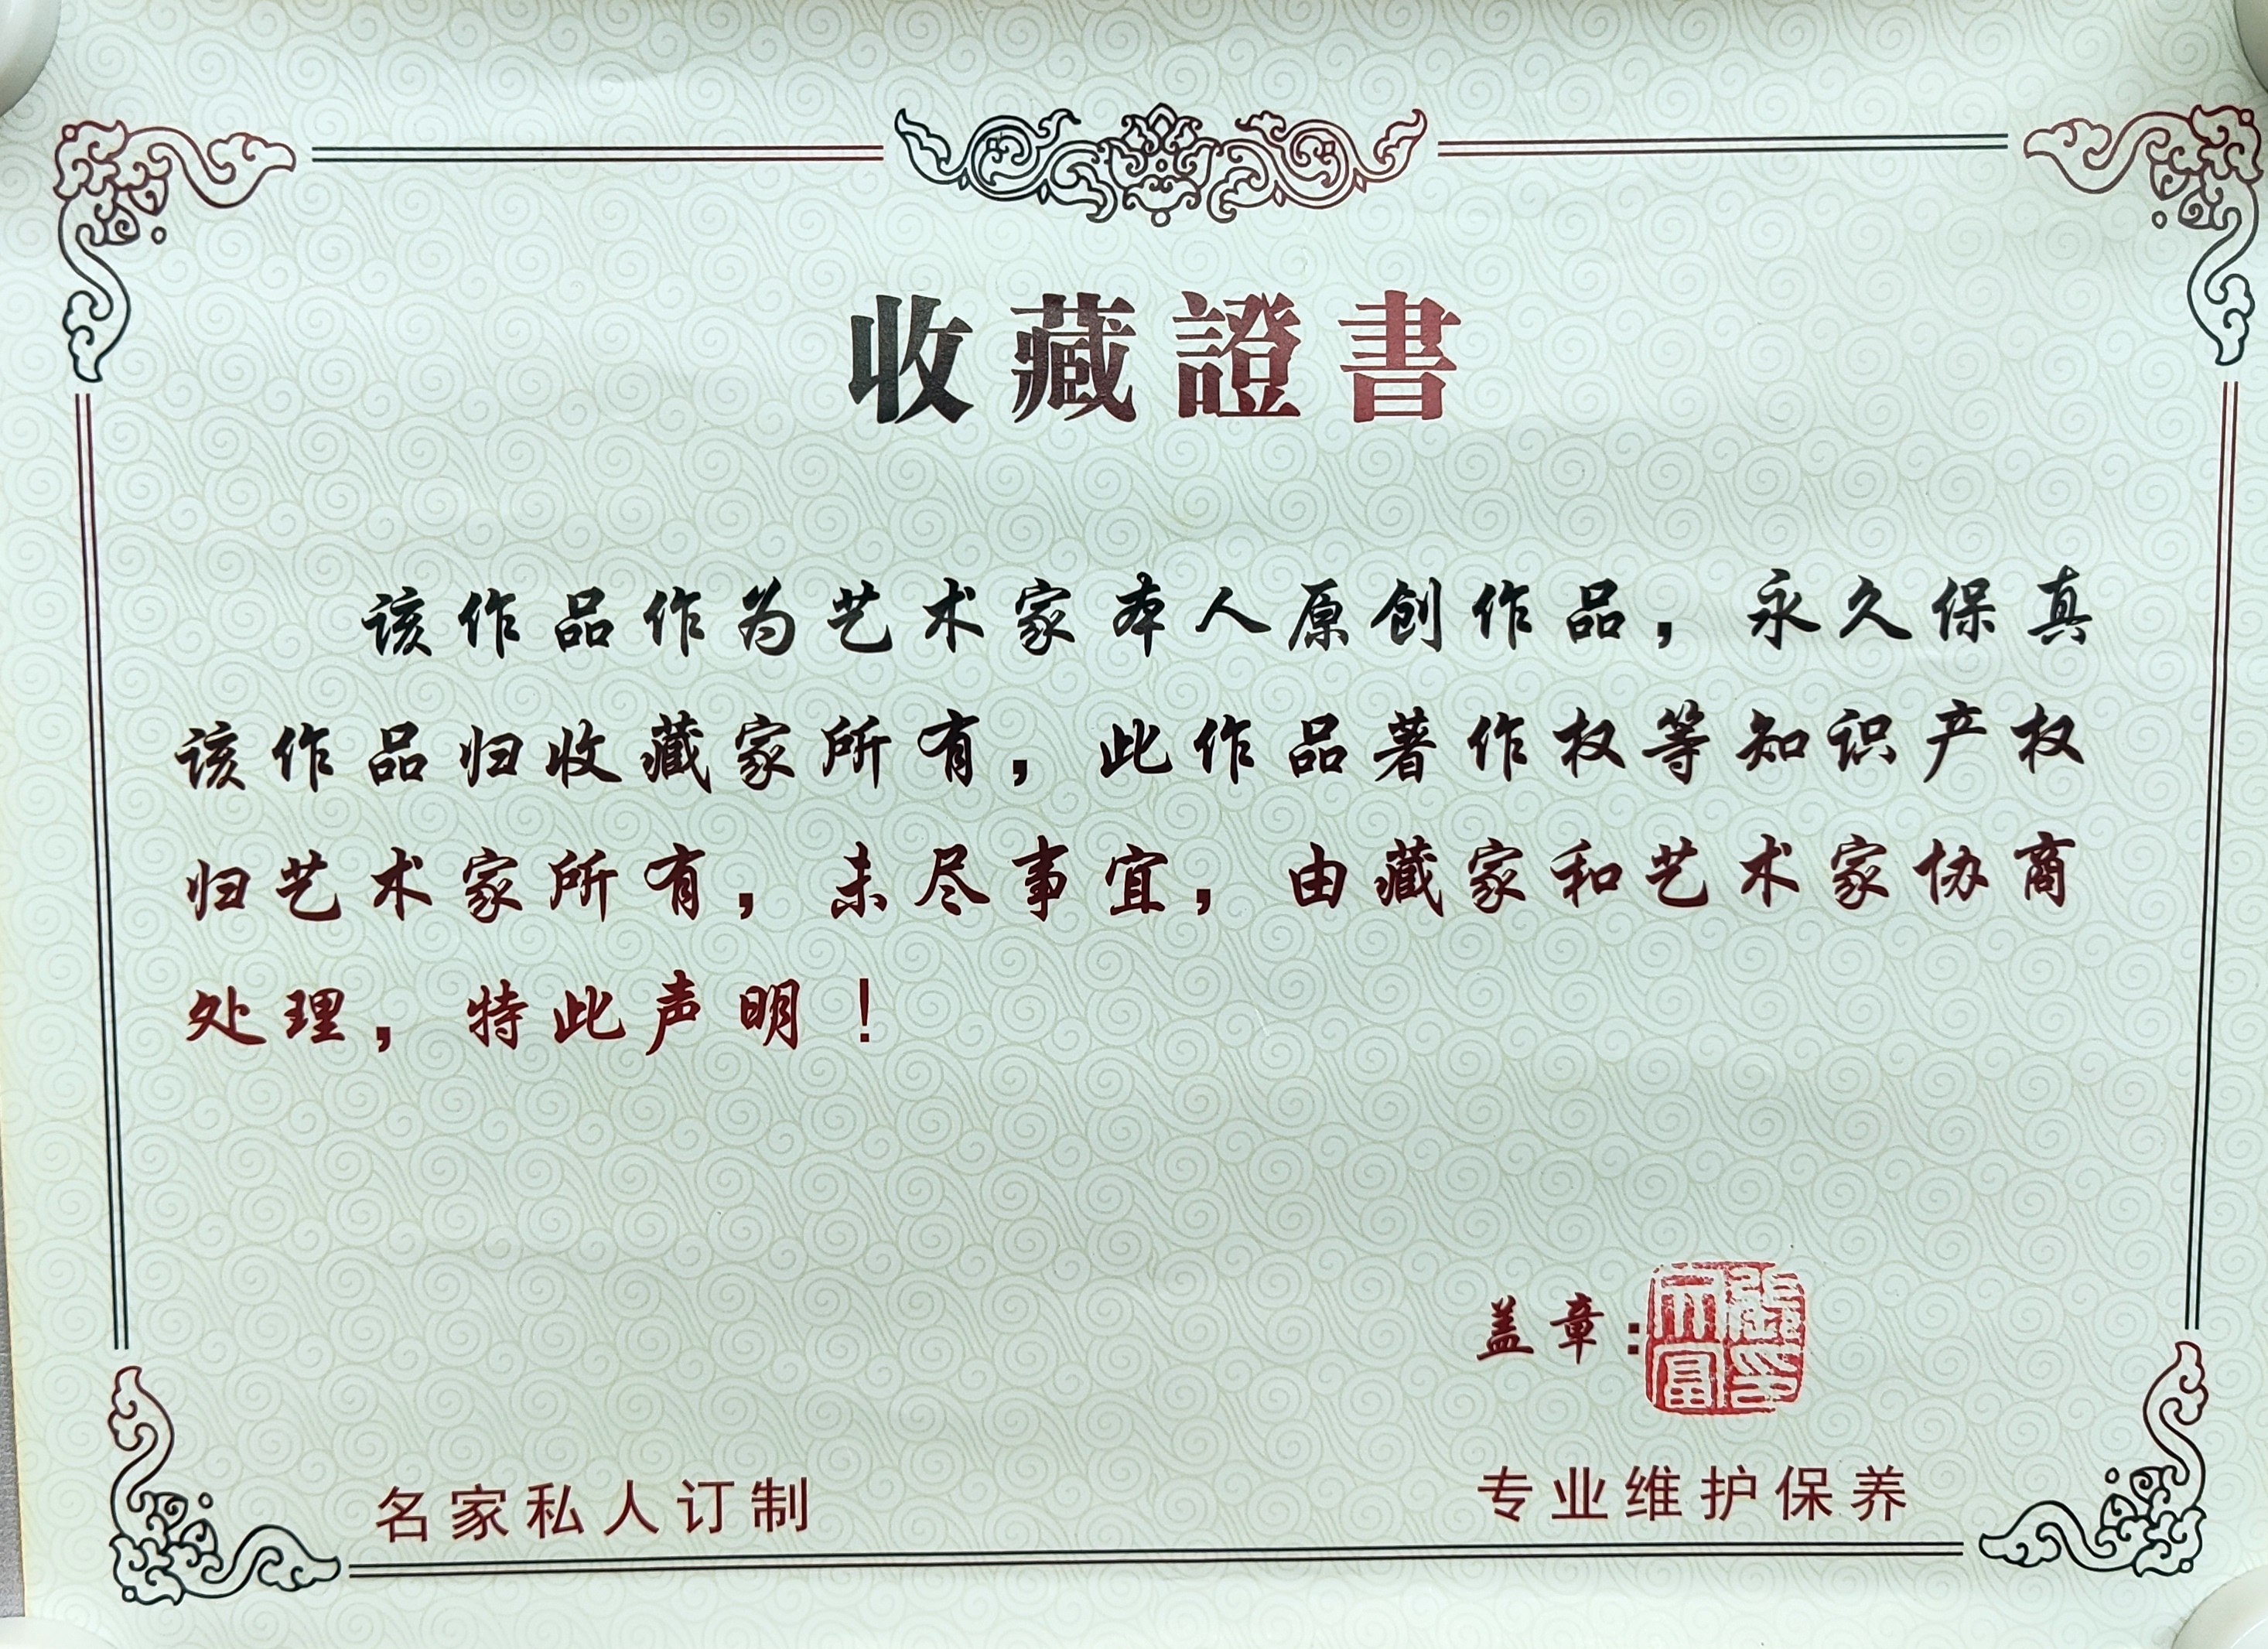 收藏證書
该作品作为艺术家本人原创作品，永久保真
该作品归收藏家所有，此作品著作权等知识产权
归艺术家所有，未尽事宜，由藏家和艺术家协商
处理，特此声明！
盖章：
名家私人订制
专业维护保养